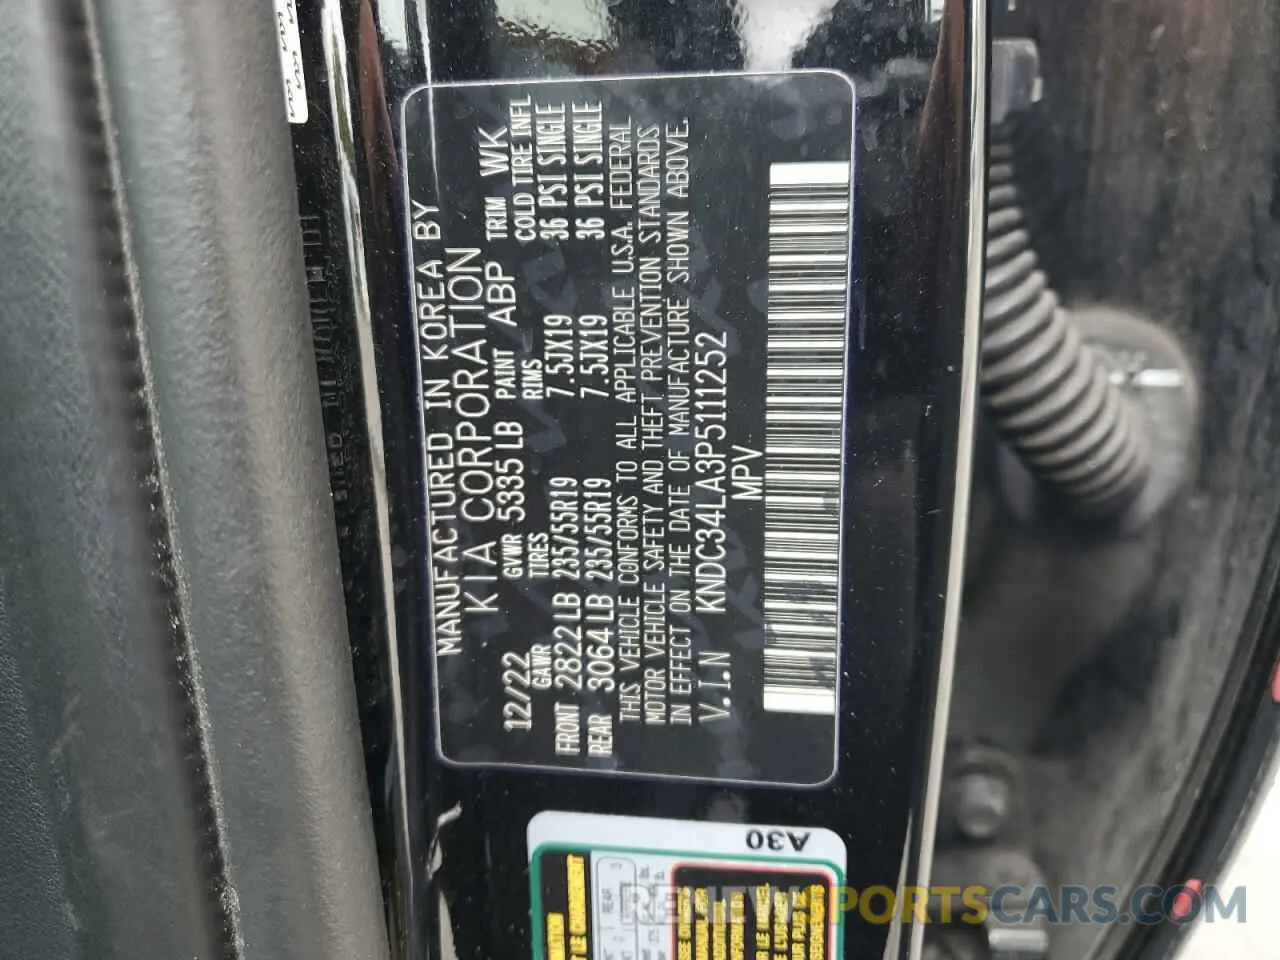 MANUFACTURED IN KOREA BY
KIA CORPORATION
12/22 GVWR 5335 LB PAINT ABP TRIM WK
GAWR TIRES RIMS COLD TIRE INFL
FRONT 2822 LB 235/55R19 7.5JX19 36 PSI SINGLE
REAR 3064 LB 235/55R19 7.5JX19 36 PSI SINGLE
THIS VEHICLE CONFORMS TO ALL APPLICABLE U.S.A. FEDERAL
MOTOR VEHICLE SAFETY AND THEFT PREVENTION STANDARDS
IN EFFECT ON THE DATE OF MANUFACTURE SHOWN ABOVE.
V.I.N KNDC34LA3P5111252
MPV
A30
REVIEWSPORTSCARS.COM